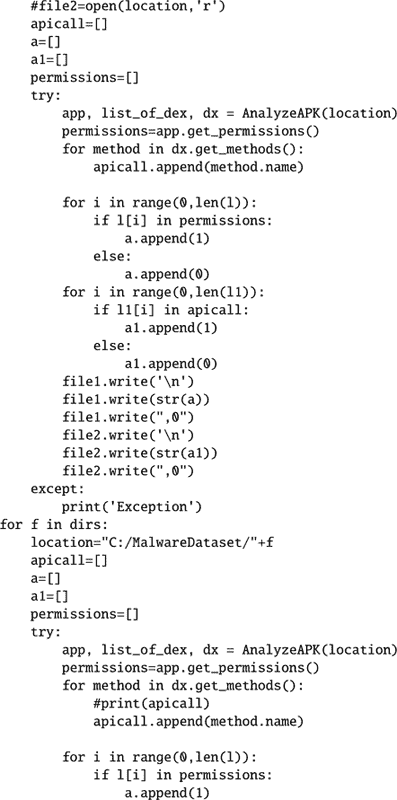 #file2=open(location,'r')
    apicall=[]
    a=[]
    a1=[]
    permissions=[]
    try:
        app, list_of_dex, dx = AnalyzeAPK(location)
        permissions=app.get_permissions()
        for method in dx.get_methods():
            apicall.append(method.name)

        for i in range(0,len(l)):
            if l[i] in permissions:
                a.append(1)
            else:
                a.append(0)
        for i in range(0,len(l1)):
            if l1[i] in apicall:
                a1.append(1)
            else:
                a1.append(0)
        file1.write('\n')
        file1.write(str(a))
        file1.write(",0")
        file2.write('\n')
        file2.write(str(a1))
        file2.write(",0")
    except:
        print('Exception')
for f in dirs:
    location="C:/MalwareDataset/"+f
    apicall=[]
    a=[]
    a1=[]
    permissions=[]
    try:
        app, list_of_dex, dx = AnalyzeAPK(location)
        permissions=app.get_permissions()
        for method in dx.get_methods():
            #print(apicall)
            apicall.append(method.name)

        for i in range(0,len(l)):
            if l[i] in permissions:
                a.append(1)